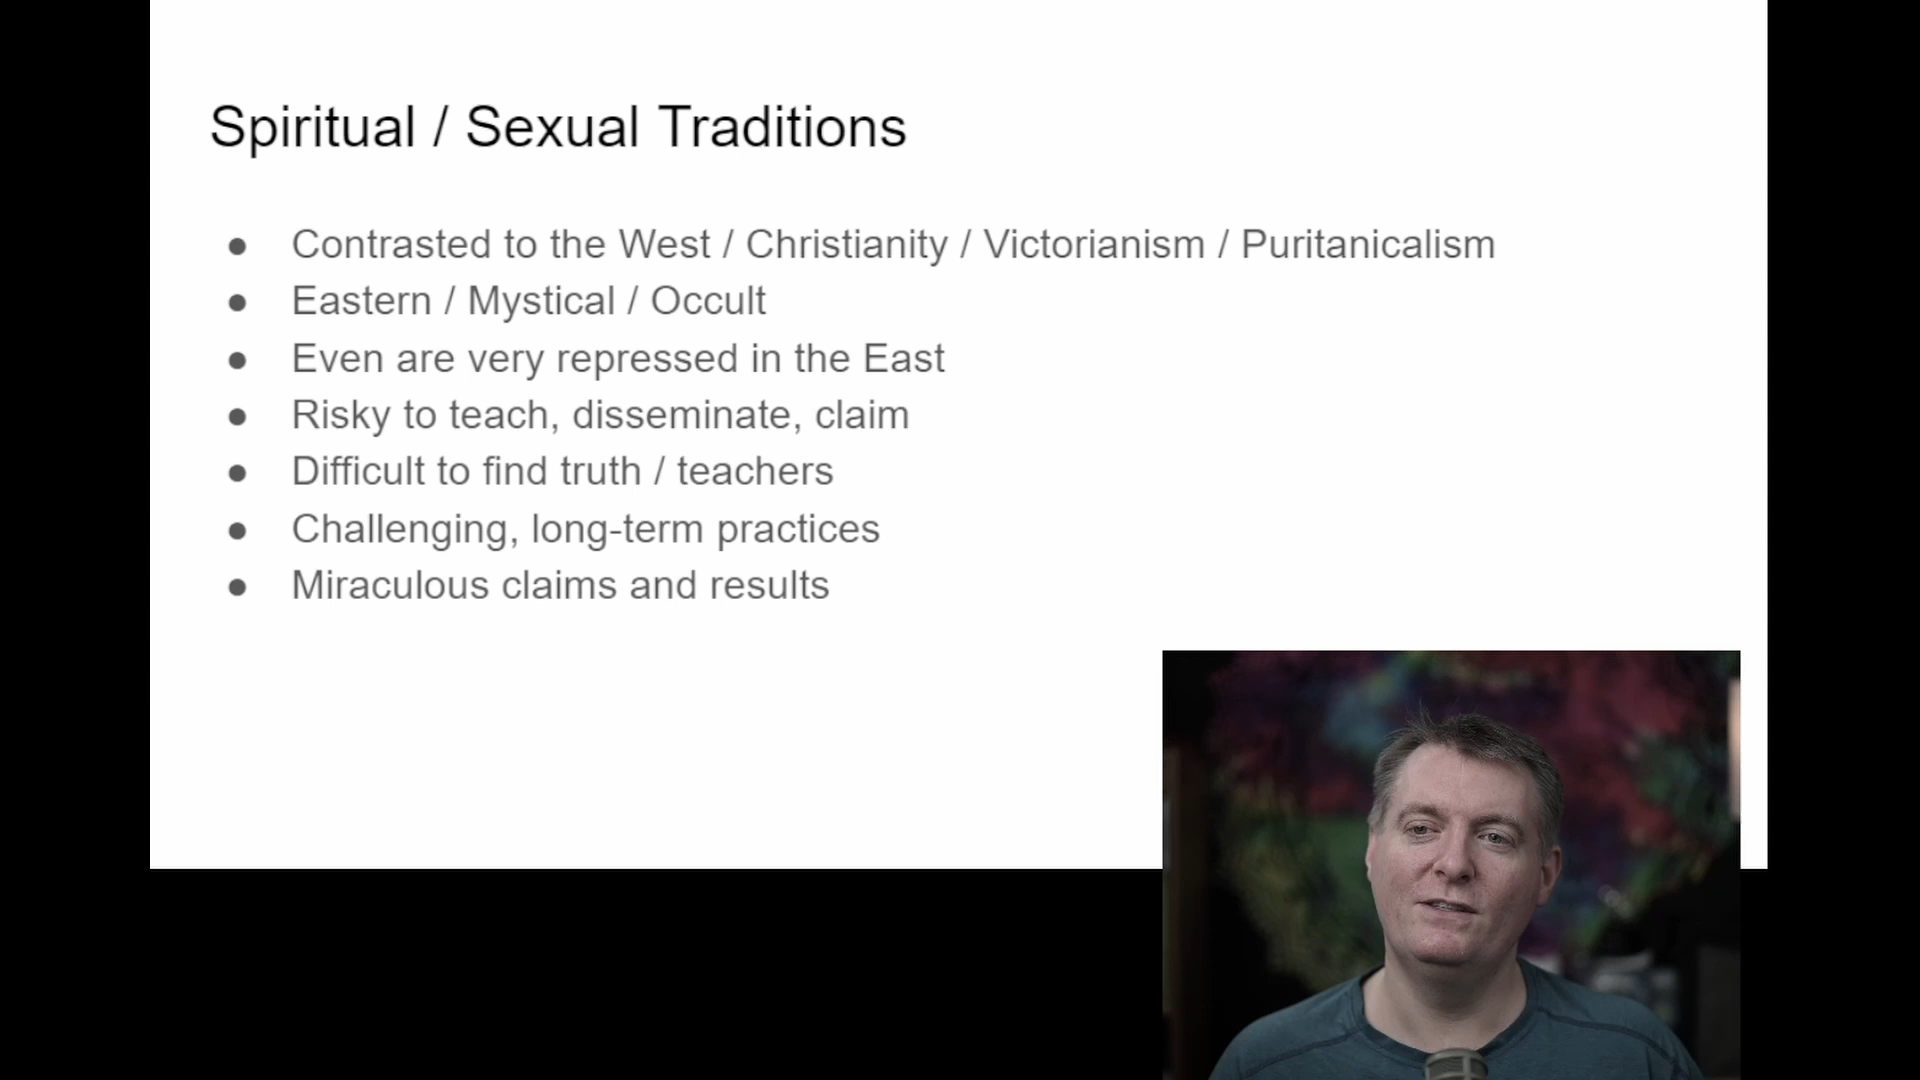 Spiritual / Sexual Traditions
● Contrasted to the West / Christianity / Victorianism / Puritanicalism
● Eastern / Mystical / Occult
● Even are very repressed in the East
● Risky to teach, disseminate, claim
● Difficult to find truth / teachers
● Challenging, long-term practices
● Miraculous claims and results